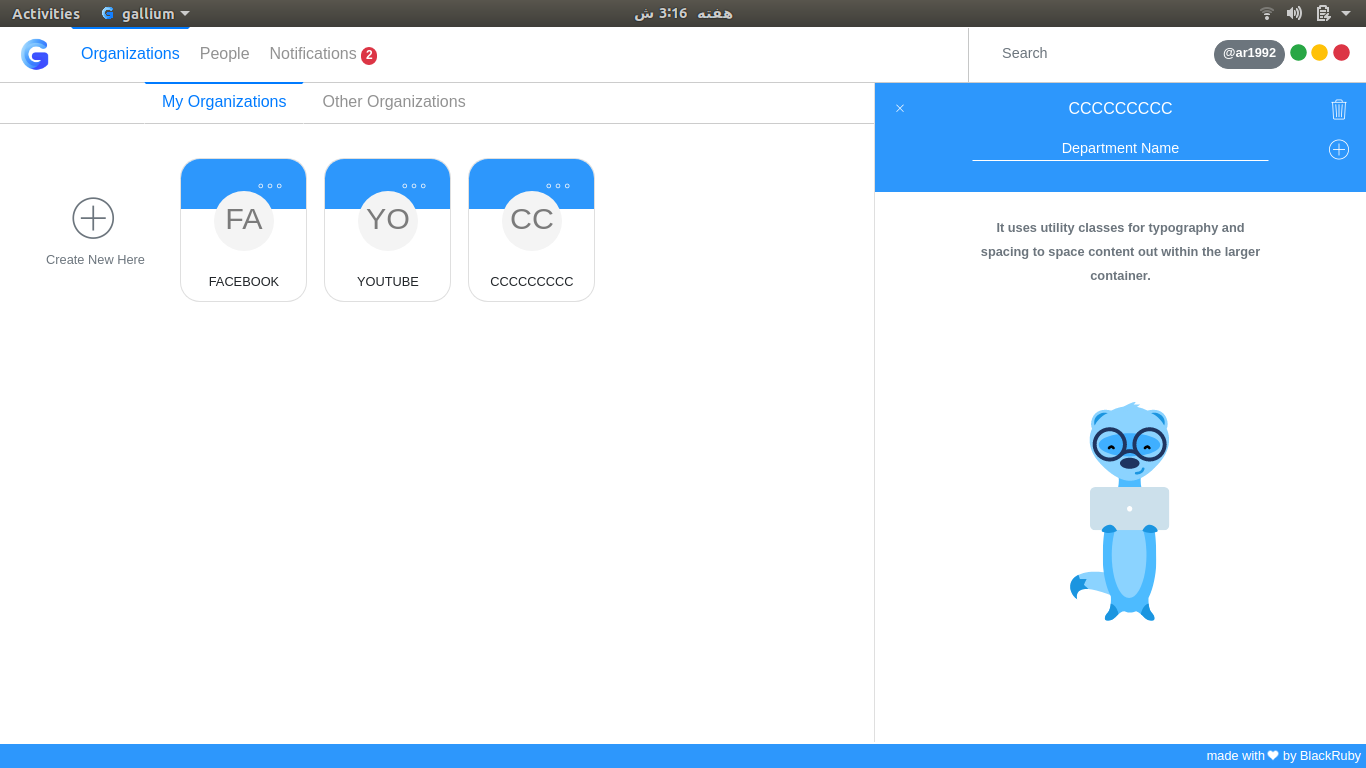 Activities gallium هفته 3:16 ش
Organizations People Notifications 2 Search @ar1992
My Organizations Other Organizations
Create New Here
FA
FACEBOOK
YO
YOUTUBE
CC
CCCCCCCCC
× CCCCCCCCC
Department Name
It uses utility classes for typography and
spacing to space content out within the larger
container.
made with ❤ by BlackRuby